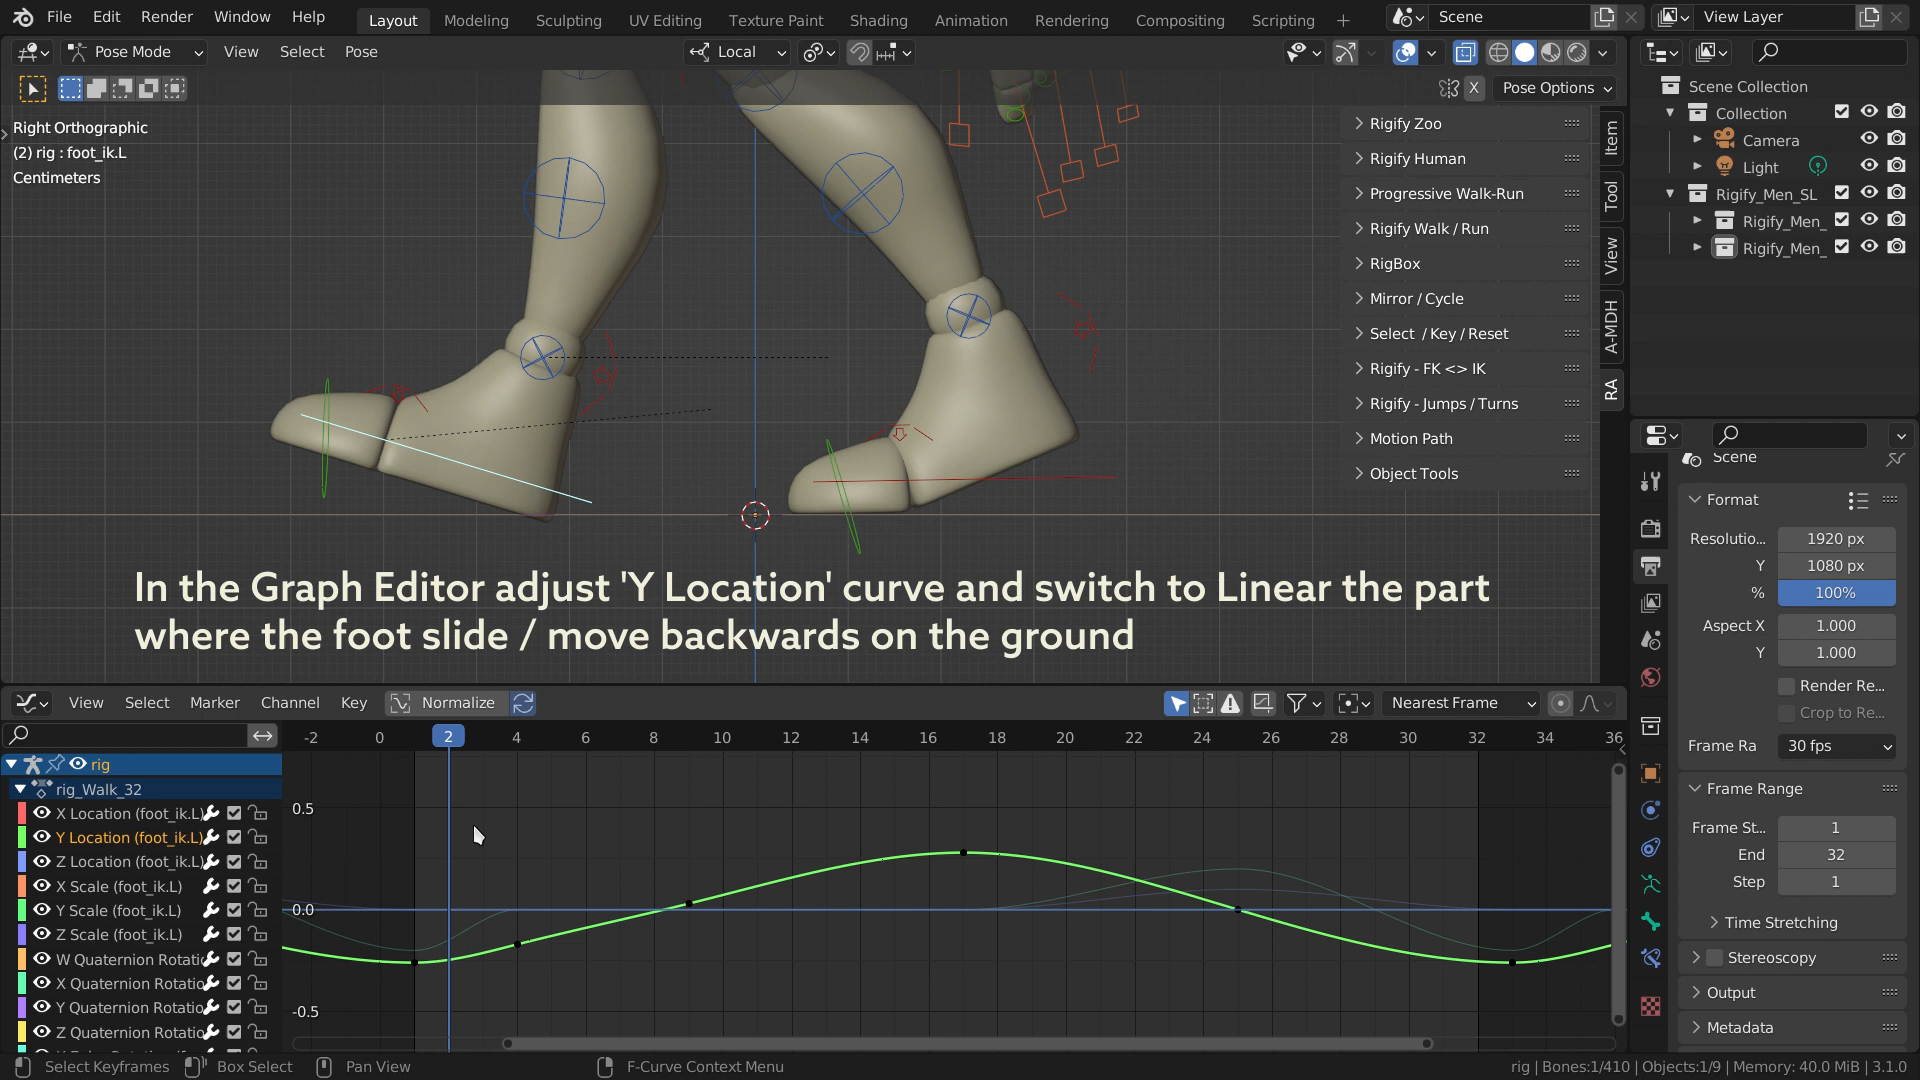 File Edit Render Window Help Layout Modeling Sculpting UV Editing Texture Paint Shading Animation Rendering Compositing Scripting + Scene View Layer
Pose Mode View Select Pose Local
X Pose Options
Right Orthographic
(2) rig : foot_ik.L
Centimeters
Rigify Zoo
Rigify Human
Progressive Walk-Run
Rigify Walk / Run
RigBox
Mirror / Cycle
Select / Key / Reset
Rigify - FK <> IK
Rigify - Jumps / Turns
Motion Path
Object Tools
Item
Tool
View
A-MDH
RA
Scene Collection
Collection
Camera
Light
Rigify_Men_SL
Rigify_Men_
Rigify_Men_
Scene
Format
Resolutio... 1920 px
Y 1080 px
% 100%
Aspect X 1.000
Y 1.000
Render Re...
Crop to Re...
Frame Ra 30 fps
Frame Range
Frame St... 1
End 32
Step 1
Time Stretching
Stereoscopy
Output
Metadata
In the Graph Editor adjust 'Y Location' curve and switch to Linear the part
where the foot slide / move backwards on the ground
View Select Marker Channel Key Normalize Nearest Frame
-2 0 2 4 6 8 10 12 14 16 18 20 22 24 26 28 30 32 34 36
rig
rig_Walk_32
X Location (foot_ik.L)
Y Location (foot_ik.L)
Z Location (foot_ik.L)
X Scale (foot_ik.L)
Y Scale (foot_ik.L)
Z Scale (foot_ik.L)
W Quaternion Rotatio
X Quaternion Rotatio
Y Quaternion Rotatio
Z Quaternion Rotatio
0.5
0.0
-0.5
Select Keyframes Box Select Pan View F-Curve Context Menu rig | Bones:1/410 | Objects:1/9 | Memory: 40.0 MiB | 3.1.0